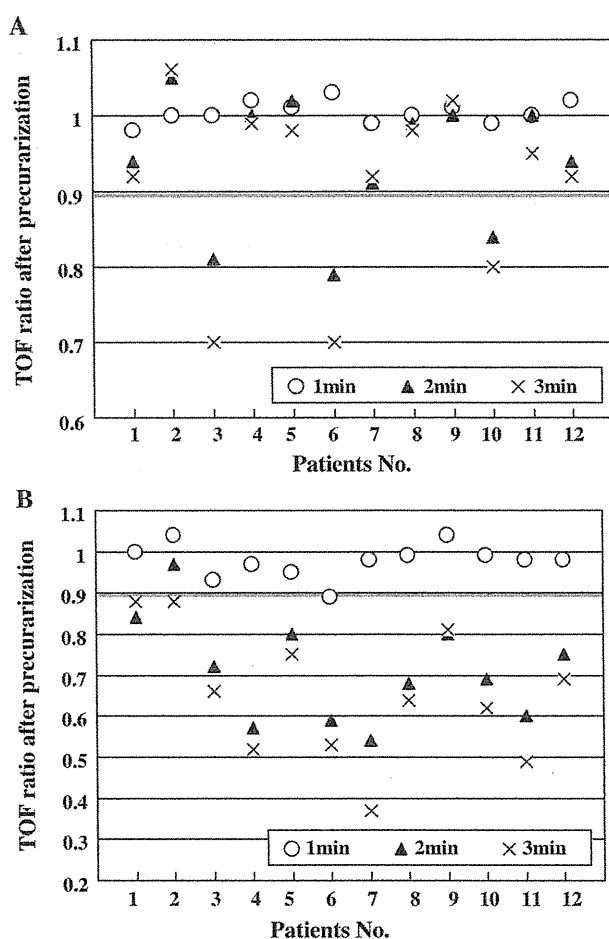 A
TOF ratio after precurarization
1.1
1
0.9
0.8
0.7
0.6
1min 2min 3min
1 2 3 4 5 6 7 8 9 10 11 12
Patients No.
B
TOF ratio after precurarization
1.1
1
0.9
0.8
0.7
0.6
0.5
0.4
0.3
0.2
1min 2min 3min
1 2 3 4 5 6 7 8 9 10 11 12
Patients No.